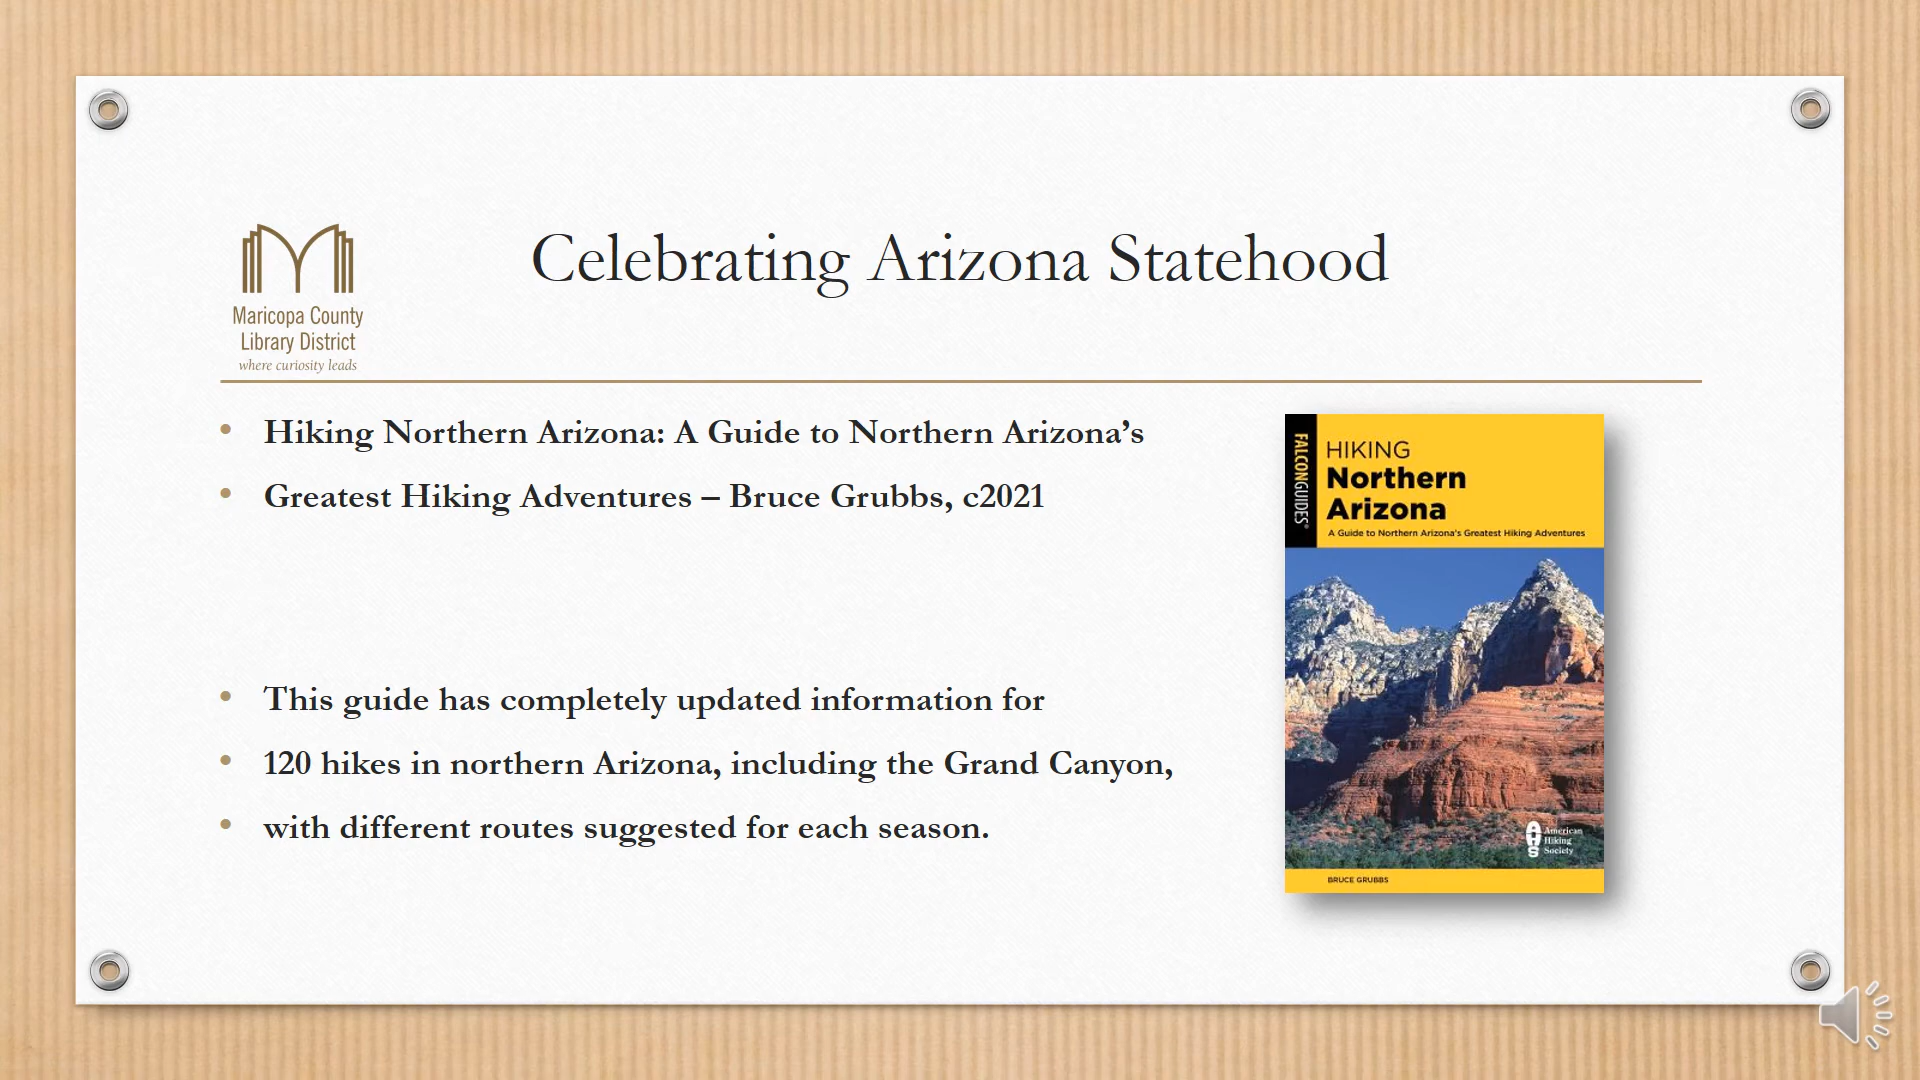 Celebrating Arizona Statehood
Maricopa County
Library District
where curiosity leads
• Hiking Northern Arizona: A Guide to Northern Arizona’s
• Greatest Hiking Adventures – Bruce Grubbs, c2021
• This guide has completely updated information for
• 120 hikes in northern Arizona, including the Grand Canyon,
• with different routes suggested for each season.
FALCONGUIDES®
HIKING
Northern
Arizona
A Guide to Northern Arizona's Greatest Hiking Adventures
AHS
American
Hiking
Society
BRUCE GRUBBS